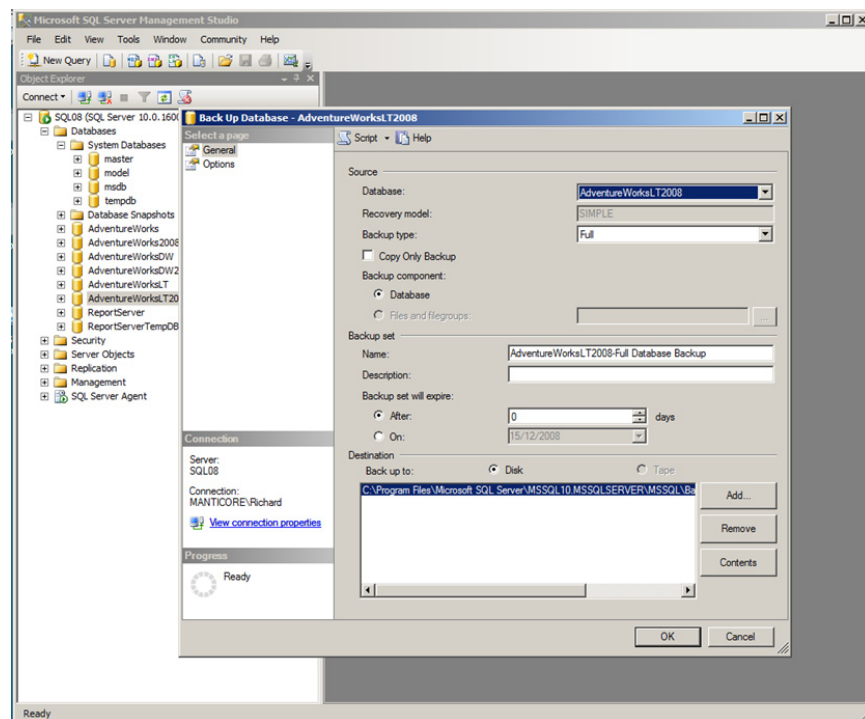 Microsoft SQL Server Management Studio
File Edit View Tools Window Community Help
New Query
Object Explorer
Connect
SQL08 (SQL Server 10.0.160
Databases
System Databases
master
model
msdb
tempdb
Database Snapshots
AdventureWorks
AdventureWorks2008
AdventureWorksDW
AdventureWorksDW2
AdventureWorksLT
AdventureWorksLT20
ReportServer
ReportServerTempDB
Security
Server Objects
Replication
Management
SQL Server Agent
Back Up Database - AdventureWorksLT2008
Select a page
General
Options
Script Help
Source
Database: AdventureWorksLT2008
Recovery model: SIMPLE
Backup type: Full
Copy Only Backup
Backup component:
Database
Files and filegroups: ...
Backup set
Name: AdventureWorksLT2008-Full Database Backup
Description:
Backup set will expire:
After: 0 days
On: 15/12/2008
Destination
Back up to: Disk Tape
C:\Program Files\Microsoft SQL Server\MSSQL10.MSSQLSERVER\MSSQL\Ba
Add...
Remove
Contents
Connection
Server:
SQL08
Connection:
MANTICORE\Richard
View connection properties
Progress
Ready
OK Cancel
Ready